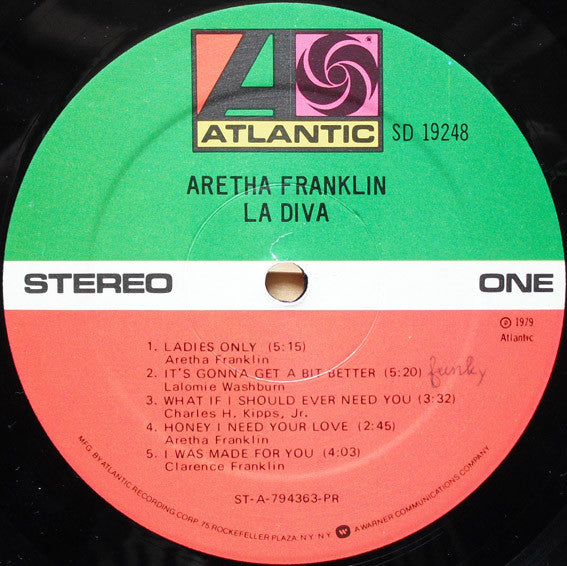 ATLANTIC SD 19248
ARETHA FRANKLIN
LA DIVA
STEREO ONE
℗ 1979
Atlantic
1. LADIES ONLY (5:15)
Aretha Franklin
2. IT'S GONNA GET A BIT BETTER (5:20) funky
Lalomie Washburn
3. WHAT IF I SHOULD EVER NEED YOU (3:32)
Charles H. Kipps, Jr.
4. HONEY I NEED YOUR LOVE (2:45)
Aretha Franklin
5. I WAS MADE FOR YOU (4:03)
Clarence Franklin
ST-A-794363-PR
MFG. BY ATLANTIC RECORDING CORP. 75 ROCKEFELLER PLAZA, N.Y. N.Y. A WARNER COMMUNICATIONS COMPANY